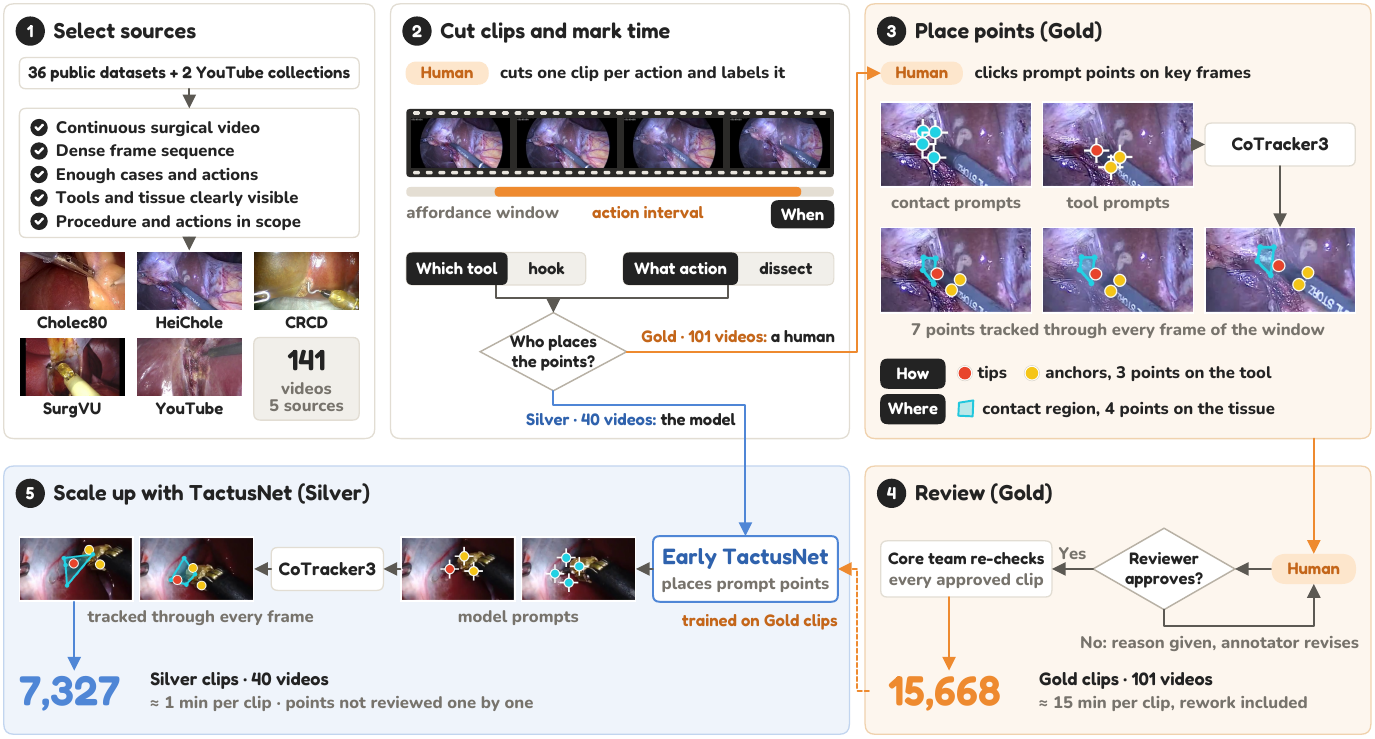 1 Select sources
36 public datasets + 2 YouTube collections
Continuous surgical video
Dense frame sequence
Enough cases and actions
Tools and tissue clearly visible
Procedure and actions in scope
Cholec80
HeiChole
CRCD
SurgVU
YouTube
141
videos
5 sources
2 Cut clips and mark time
Human cuts one clip per action and labels it
affordance window
action interval
When
Which tool hook
What action dissect
Who places
the points?
Gold · 101 videos: a human
Silver · 40 videos: the model
3 Place points (Gold)
Human clicks prompt points on key frames
contact prompts
tool prompts
CoTracker3
7 points tracked through every frame of the window
How tips anchors, 3 points on the tool
Where contact region, 4 points on the tissue
4 Review (Gold)
Human
Reviewer
approves?
Yes
Core team re-checks
every approved clip
No: reason given, annotator revises
15,668
Gold clips · 101 videos
≈ 15 min per clip, rework included
5 Scale up with TactusNet (Silver)
Early TactusNet
places prompt points
trained on Gold clips
model prompts
CoTracker3
tracked through every frame
7,327
Silver clips · 40 videos
≈ 1 min per clip · points not reviewed one by one